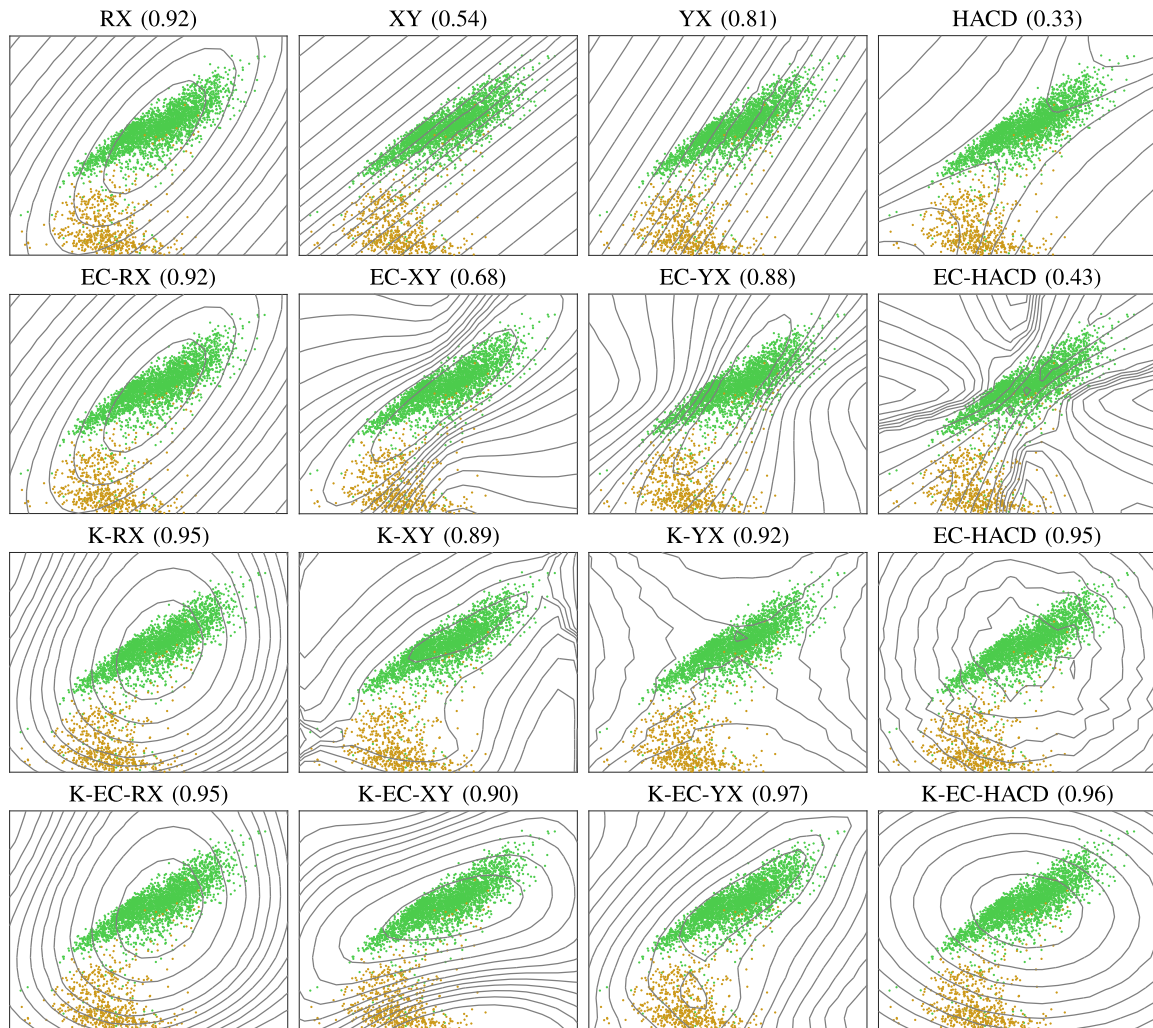 RX (0.92) XY (0.54) YX (0.81) HACD (0.33)
EC-RX (0.92) EC-XY (0.68) EC-YX (0.88) EC-HACD (0.43)
K-RX (0.95) K-XY (0.89) K-YX (0.92) EC-HACD (0.95)
K-EC-RX (0.95) K-EC-XY (0.90) K-EC-YX (0.97) K-EC-HACD (0.96)